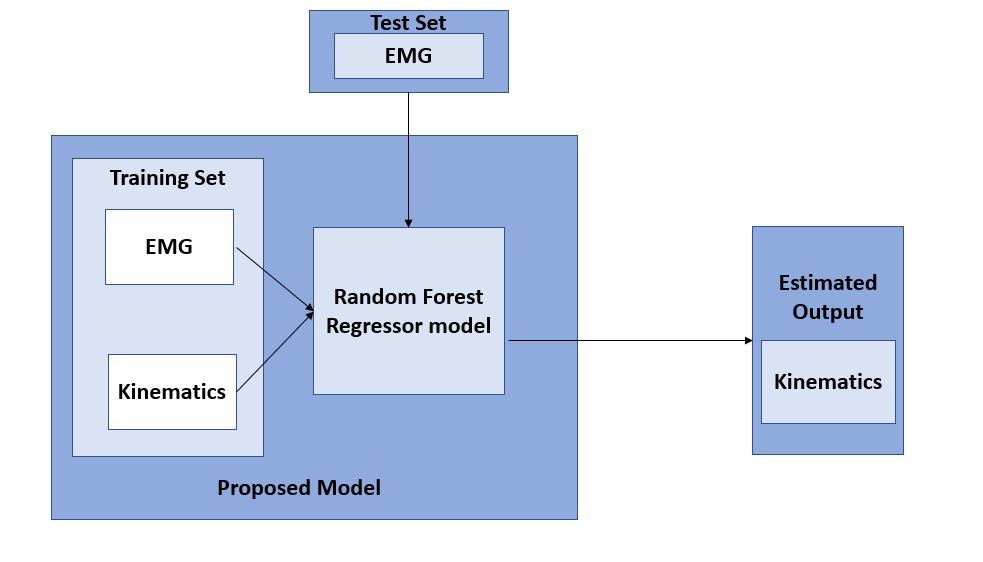 Test Set
EMG
Training Set
EMG
Kinematics
Random Forest
Regressor model
Proposed Model
Estimated
Output
Kinematics